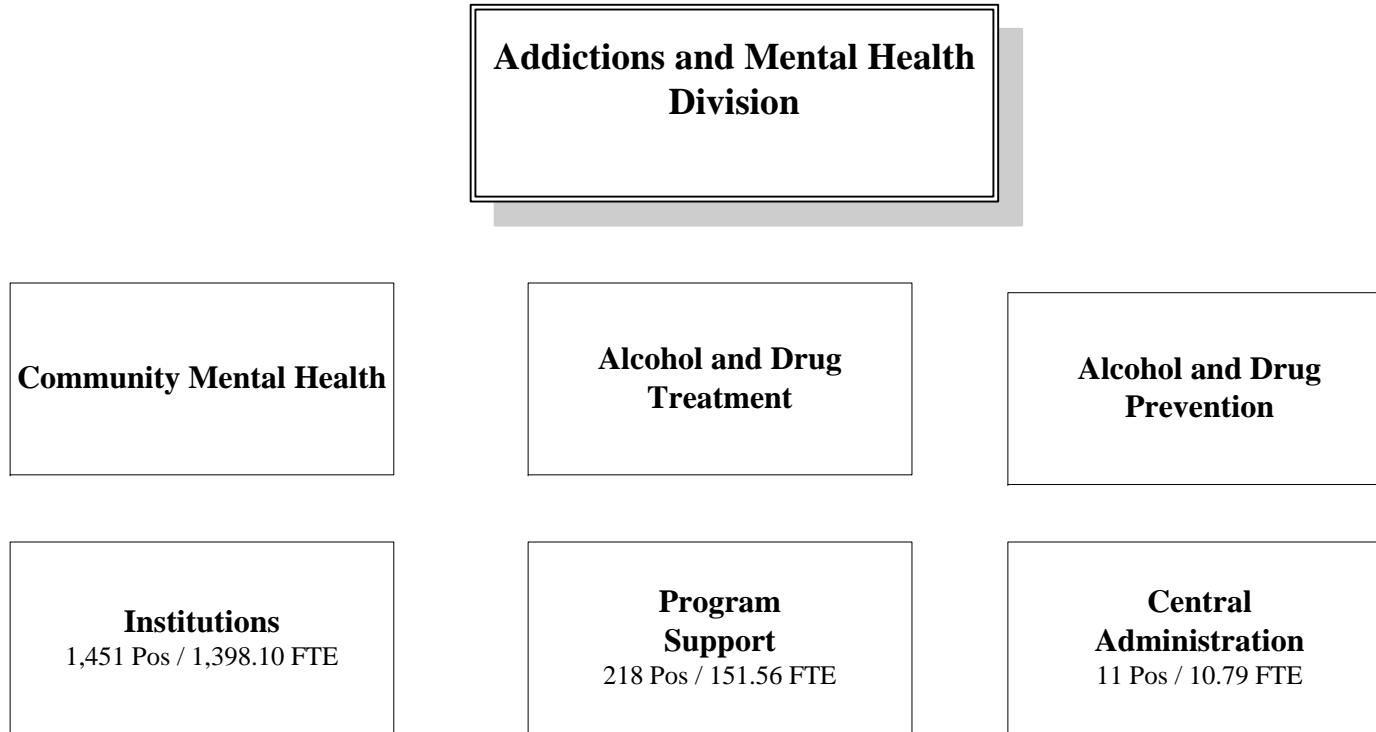 Addictions and Mental Health
Division
Community Mental Health
Alcohol and Drug
Treatment
Alcohol and Drug
Prevention
Institutions
1,451 Pos / 1,398.10 FTE
Program
Support
218 Pos / 151.56 FTE
Central
Administration
11 Pos / 10.79 FTE